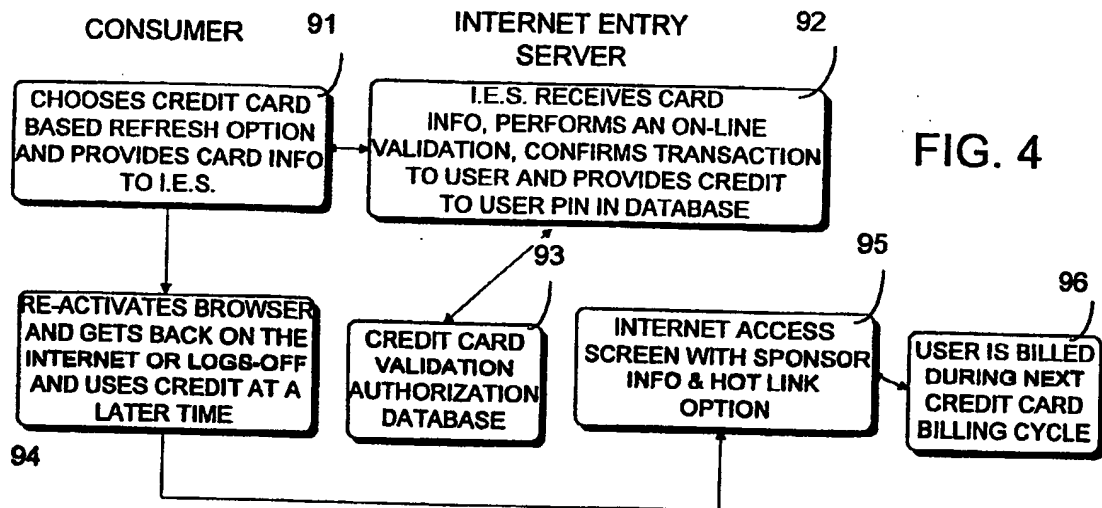 CONSUMER
91
INTERNET ENTRY
SERVER
92
CHOOSES CREDIT CARD
BASED REFRESH OPTION
AND PROVIDES CARD INFO
TO I.E.S.
I.E.S. RECEIVES CARD
INFO, PERFORMS AN ON-LINE
VALIDATION, CONFIRMS TRANSACTION
TO USER AND PROVIDES CREDIT
TO USER PIN IN DATABASE
FIG. 4
RE-ACTIVATES BROWSER
AND GETS BACK ON THE
INTERNET OR LOGS-OFF
AND USES CREDIT AT A
LATER TIME
94
93
CREDIT CARD
VALIDATION
AUTHORIZATION
DATABASE
95
INTERNET ACCESS
SCREEN WITH SPONSOR
INFO & HOT LINK
OPTION
96
USER IS BILLED
DURING NEXT
CREDIT CARD
BILLING CYCLE